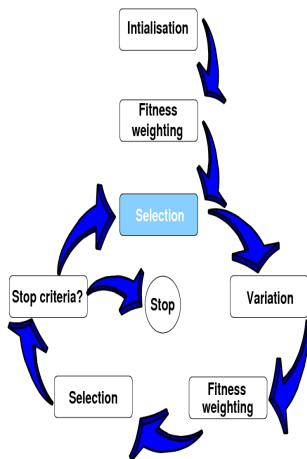 Intialisation
Fitness
weighting
Selection
Stop criteria?
Stop
Variation
Selection
Fitness
weighting